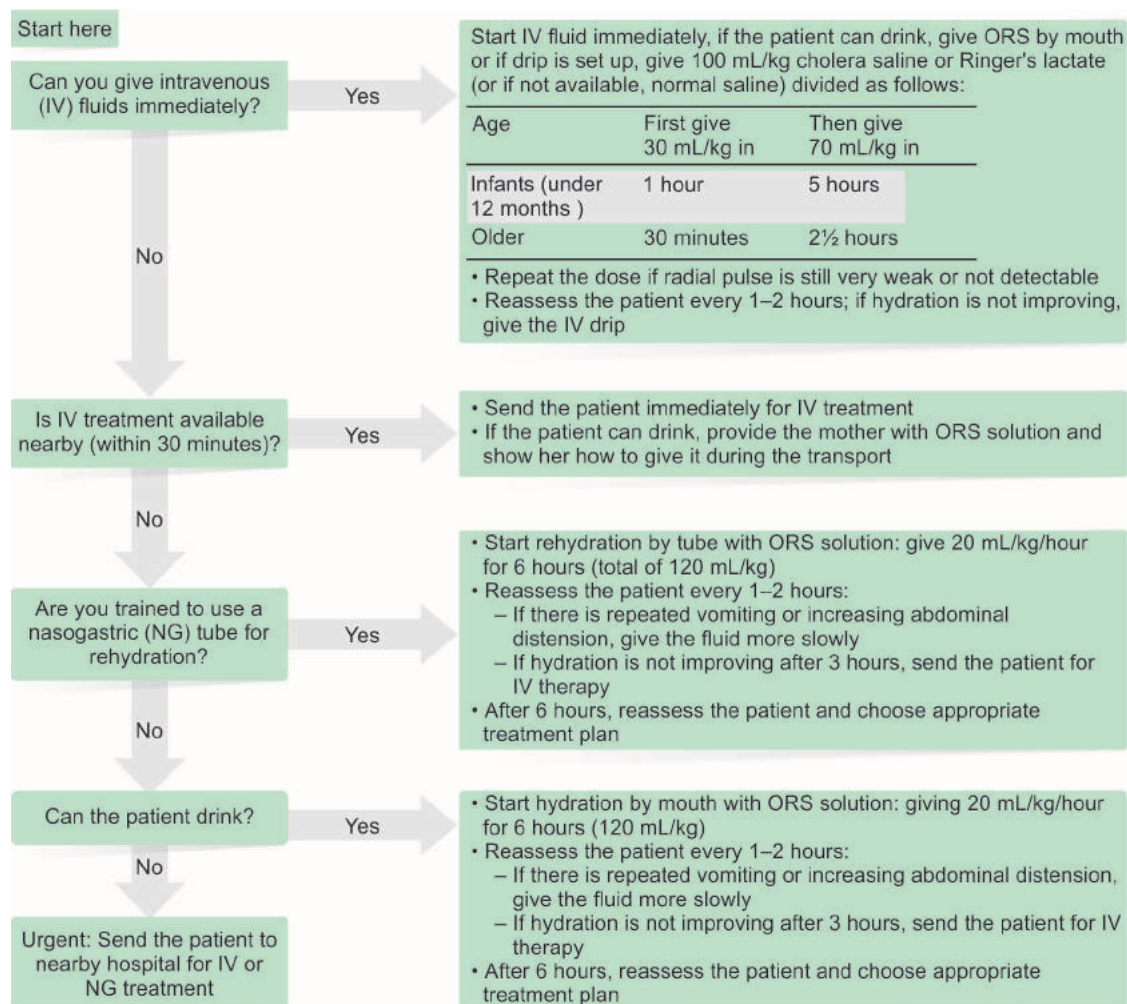 Start here
Can you give intravenous
(IV) fluids immediately?
Yes
Start IV fluid immediately, if the patient can drink, give ORS by mouth
or if drip is set up, give 100 mL/kg cholera saline or Ringer's lactate
(or if not available, normal saline) divided as follows:
Age First give Then give
30 mL/kg in 70 mL/kg in
Infants (under 1 hour 5 hours
12 months )
Older 30 minutes 2½ hours
• Repeat the dose if radial pulse is still very weak or not detectable
• Reassess the patient every 1–2 hours; if hydration is not improving,
give the IV drip
No
Is IV treatment available
nearby (within 30 minutes)?
Yes
• Send the patient immediately for IV treatment
• If the patient can drink, provide the mother with ORS solution and
show her how to give it during the transport
No
Are you trained to use a
nasogastric (NG) tube for
rehydration?
Yes
• Start rehydration by tube with ORS solution: give 20 mL/kg/hour
for 6 hours (total of 120 mL/kg)
• Reassess the patient every 1–2 hours:
– If there is repeated vomiting or increasing abdominal
distension, give the fluid more slowly
– If hydration is not improving after 3 hours, send the patient for
IV therapy
• After 6 hours, reassess the patient and choose appropriate
treatment plan
No
Can the patient drink?
Yes
• Start hydration by mouth with ORS solution: giving 20 mL/kg/hour
for 6 hours (120 mL/kg)
• Reassess the patient every 1–2 hours:
– If there is repeated vomiting or increasing abdominal distension,
give the fluid more slowly
– If hydration is not improving after 3 hours, send the patient for IV
therapy
• After 6 hours, reassess the patient and choose appropriate
treatment plan
No
Urgent: Send the patient to
nearby hospital for IV or
NG treatment